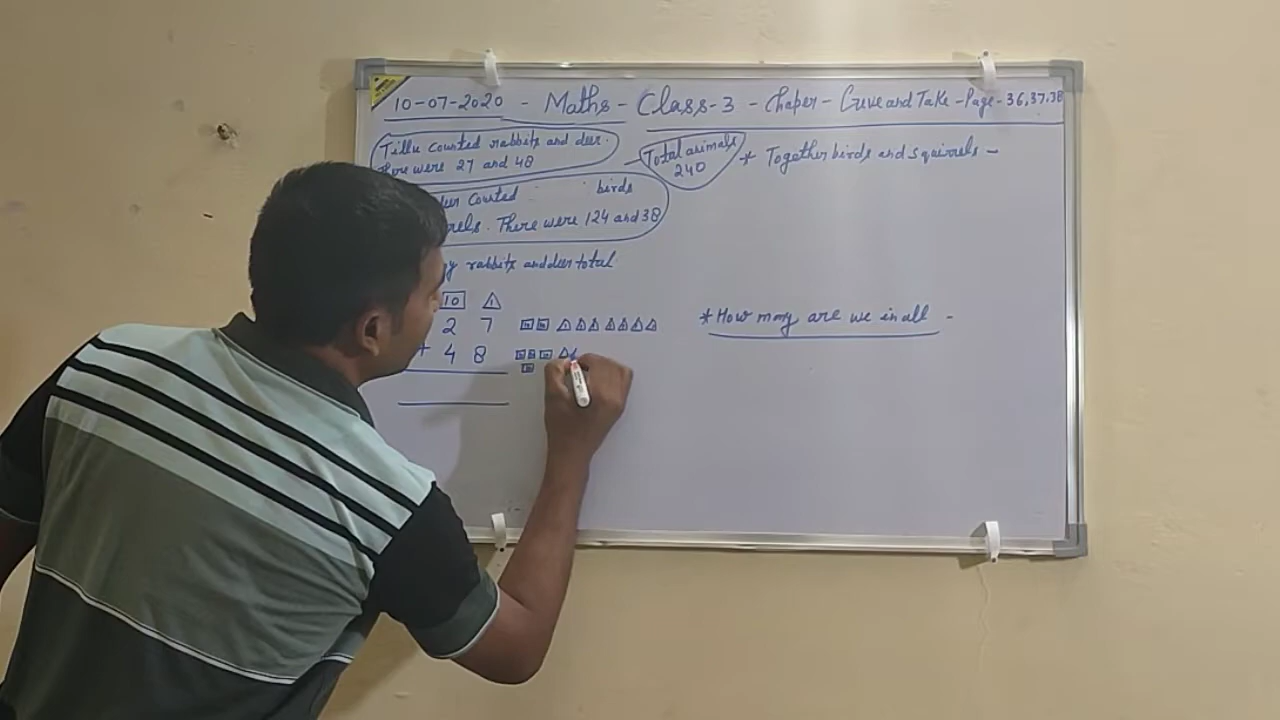 10-07-2020 - Maths - Class-3 - Chaper - Give and Take - Page - 36,37,38
Tillu Counted rabbits and deer.
There were 27 and 48
Total animals
240
* Together birds and squirrels -
Counted birds
. There were 124 and 38
rabbits and deer total
10 1
2 7
+ 4 8
* How many are we in all -